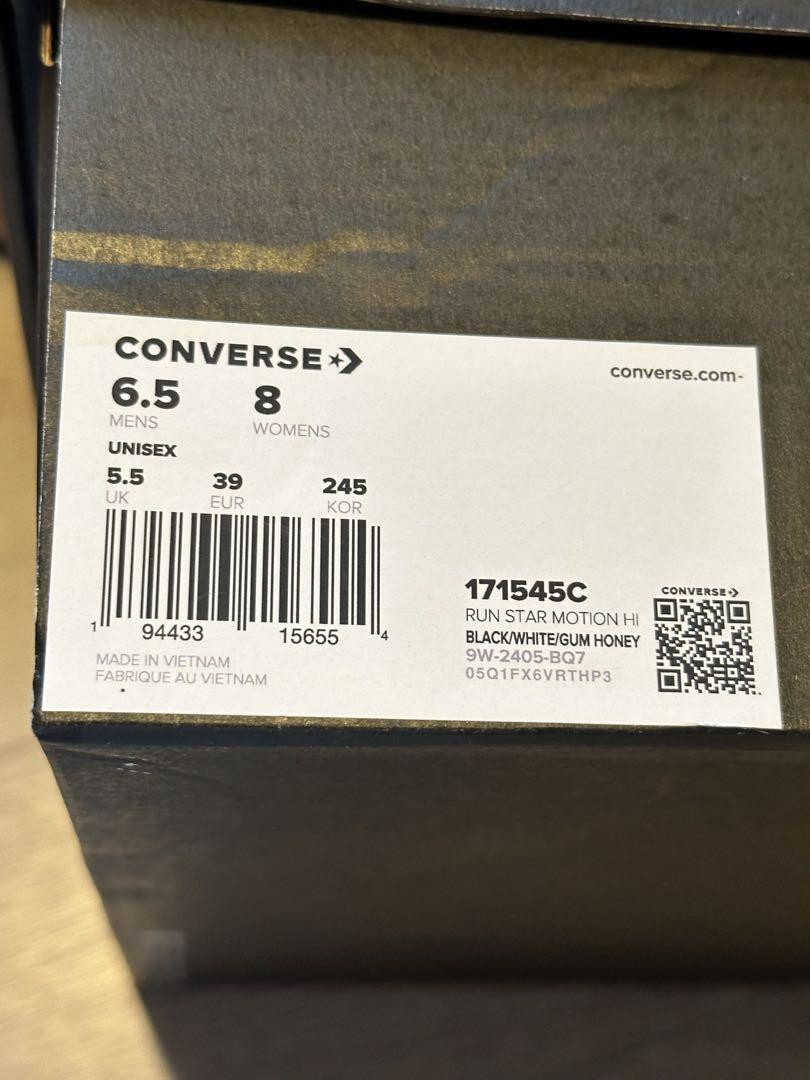 CONVERSE
converse.com
6.5 8
MENS WOMENS
UNISEX
5.5 39 245
UK EUR KOR
1 94433 15655 4
MADE IN VIETNAM
FABRIQUE AU VIETNAM
171545C
RUN STAR MOTION HI
BLACK/WHITE/GUM HONEY
9W-2405-BQ7
05Q1FX6VRTHP3
CONVERSE